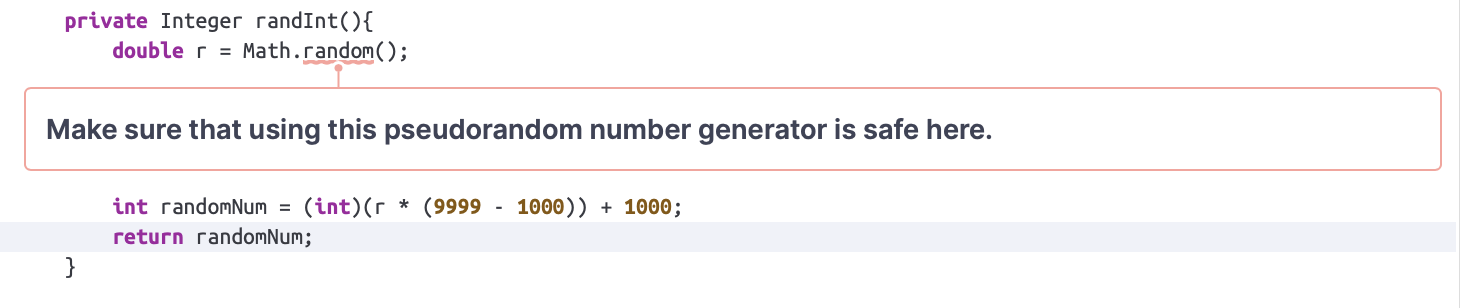 private Integer randInt(){
double r = Math.random();
Make sure that using this pseudorandom number generator is safe here.
int randomNum = (int)(r * (9999 - 1000)) + 1000;
return randomNum;
}